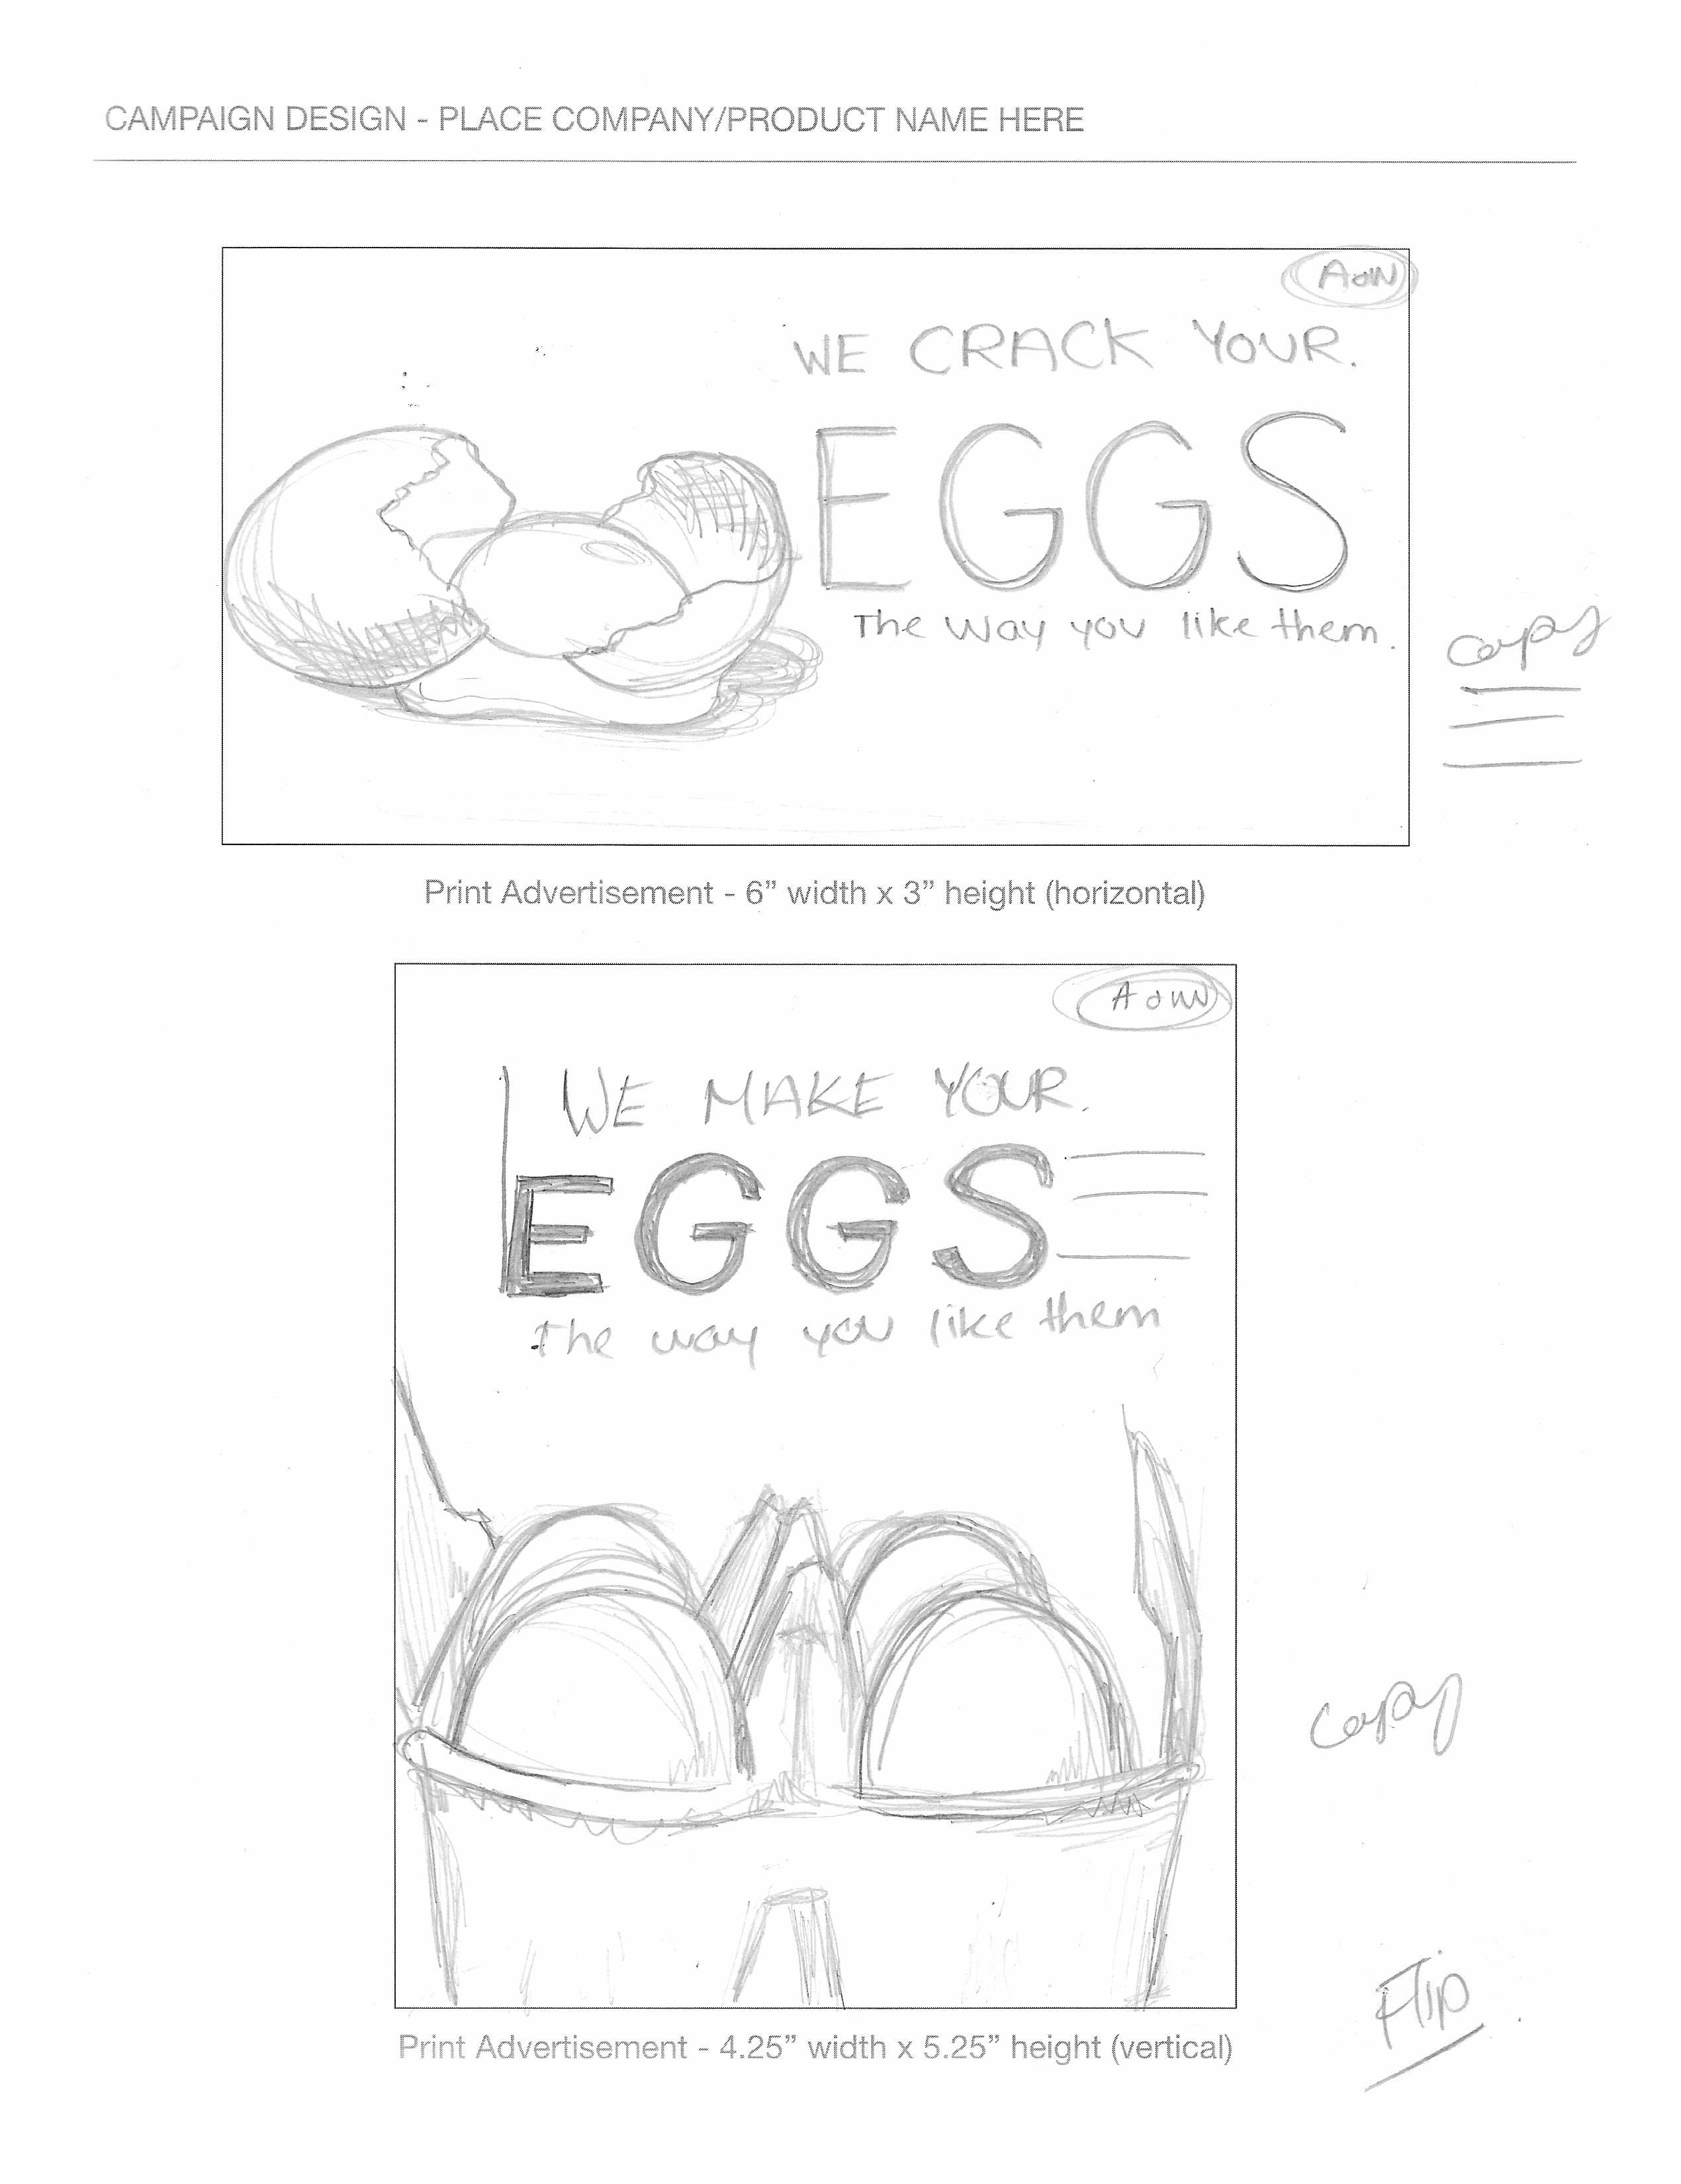 CAMPAIGN DESIGN - PLACE COMPANY/PRODUCT NAME HERE
WE CRACK YOUR.
EGGS
The Way you like them.
copy
Print Advertisement - 6” width x 3” height (horizontal)
WE MAKE YOUR.
EGGS
The way you like them
copy
Flip
Print Advertisement - 4.25” width x 5.25” height (vertical)